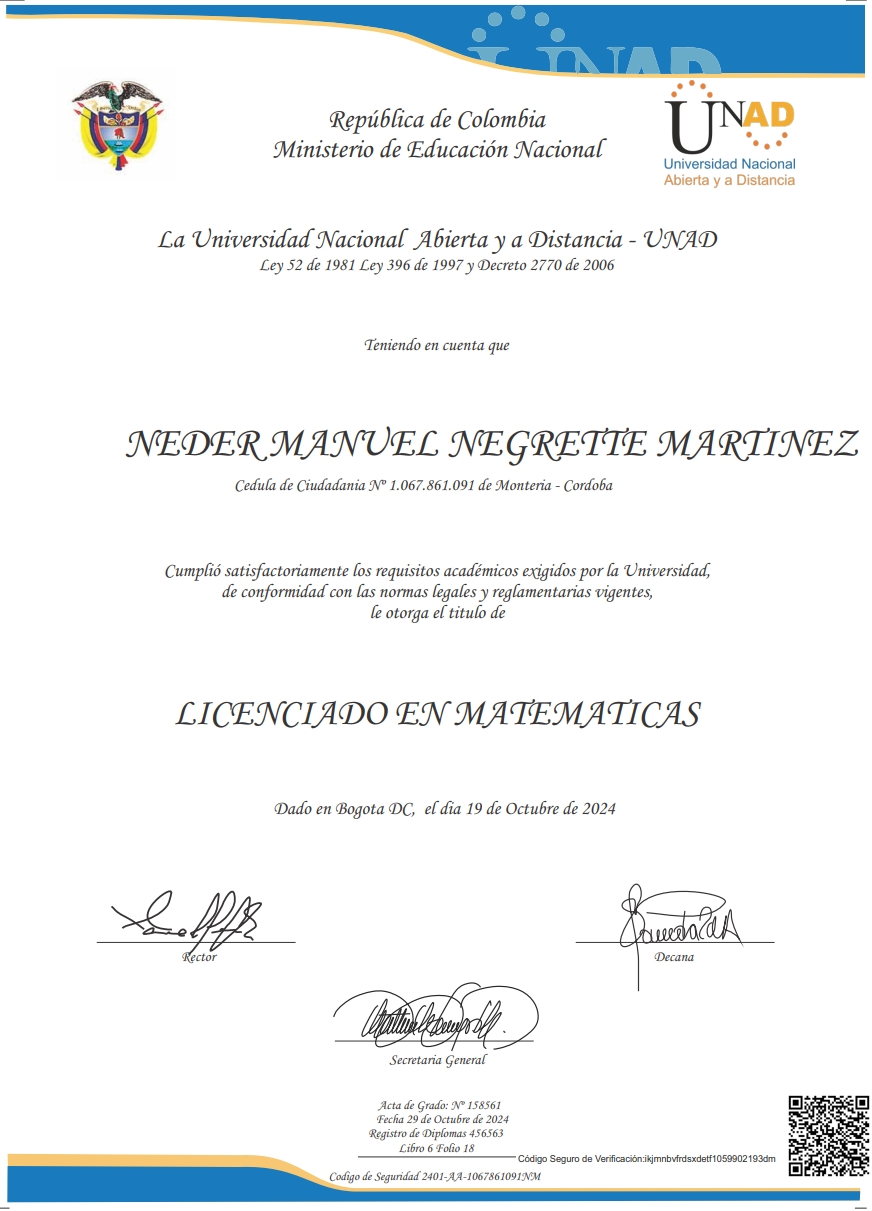 UNAD
República de Colombia
Ministerio de Educación Nacional
UNAD
Universidad Nacional
Abierta y a Distancia
La Universidad Nacional Abierta y a Distancia - UNAD
Ley 52 de 1981 Ley 396 de 1997 y Decreto 2770 de 2006
Teniendo en cuenta que
NEDER MANUEL NEGRETTE MARTINEZ
Cedula de Ciudadania Nº 1.067.861.091 de Monteria - Cordoba
Cumplió satisfactoriamente los requisitos académicos exigidos por la Universidad,
de conformidad con las normas legales y reglamentarias vigentes,
le otorga el titulo de
LICENCIADO EN MATEMATICAS
Dado en Bogota DC, el dia 19 de Octubre de 2024
Rector
Decana
Secretaria General
Acta de Grado: Nº 158561
Fecha 29 de Octubre de 2024
Registro de Diplomas 456563
Libro 6 Folio 18
Código Seguro de Verificación:ikjmnbvfrdsxdetf1059902193dm
Codigo de Seguridad 2401-AA-1067861091NM